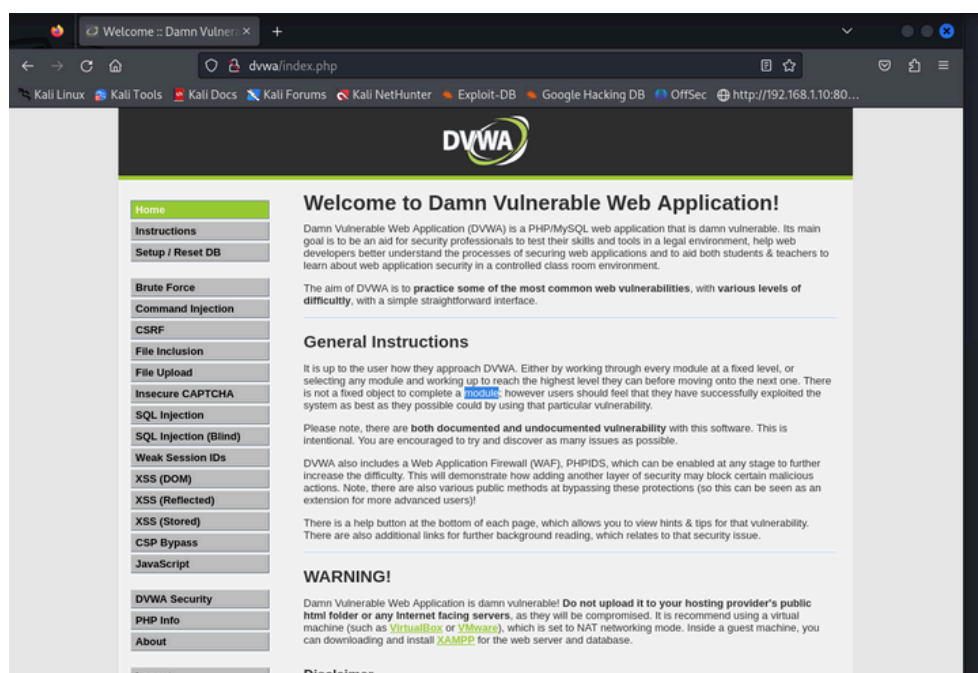 Welcome :: Damn Vulnera
dvwa/index.php
Kali Linux Kali Tools Kali Docs Kali Forums Kali NetHunter Exploit-DB Google Hacking DB OffSec http://192.168.1.10:80...
DVWA
Home
Instructions
Setup / Reset DB
Brute Force
Command Injection
CSRF
File Inclusion
File Upload
Insecure CAPTCHA
SQL Injection
SQL Injection (Blind)
Weak Session IDs
XSS (DOM)
XSS (Reflected)
XSS (Stored)
CSP Bypass
JavaScript
DVWA Security
PHP Info
About
Welcome to Damn Vulnerable Web Application!
Damn Vulnerable Web Application (DVWA) is a PHP/MySQL web application that is damn vulnerable. Its main
goal is to be an aid for security professionals to test their skills and tools in a legal environment, help web
developers better understand the processes of securing web applications and to aid both students & teachers to
learn about web application security in a controlled class room environment.
The aim of DVWA is to practice some of the most common web vulnerabilities, with various levels of
difficultly, with a simple straightforward interface.
General Instructions
It is up to the user how they approach DVWA. Either by working through every module at a fixed level, or
selecting any module and working up to reach the highest level they can before moving onto the next one. There
is not a fixed object to complete a module; however users should feel that they have successfully exploited the
system as best as they possible could by using that particular vulnerability.
Please note, there are both documented and undocumented vulnerability with this software. This is
intentional. You are encouraged to try and discover as many issues as possible.
DVWA also includes a Web Application Firewall (WAF), PHPIDS, which can be enabled at any stage to further
increase the difficulty. This will demonstrate how adding another layer of security may block certain malicious
actions. Note, there are also various public methods at bypassing these protections (so this can be seen as an
extension for more advanced users)!
There is a help button at the bottom of each page, which allows you to view hints & tips for that vulnerability.
There are also additional links for further background reading, which relates to that security issue.
WARNING!
Damn Vulnerable Web Application is damn vulnerable! Do not upload it to your hosting provider's public
html folder or any Internet facing servers, as they will be compromised. It is recommend using a virtual
machine (such as VirtualBox or VMware), which is set to NAT networking mode. Inside a guest machine, you
can downloading and install XAMPP for the web server and database.